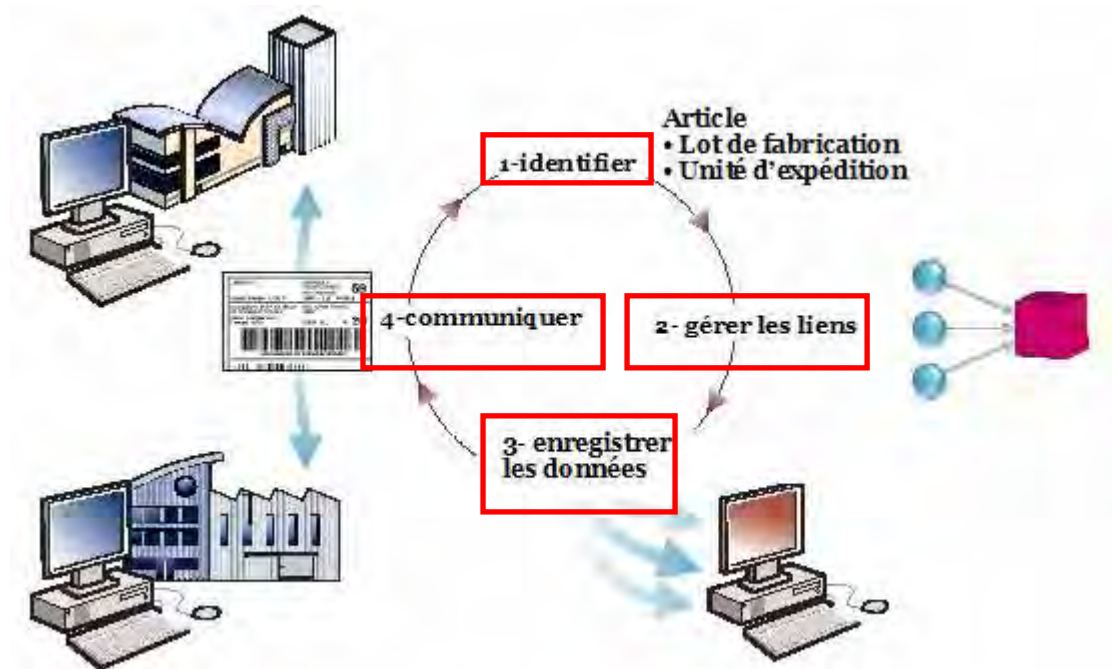 Article
• Lot de fabrication
• Unité d'expédition
1-identifier
4-communiquer
2- gérer les liens
3- enregistrer
les données